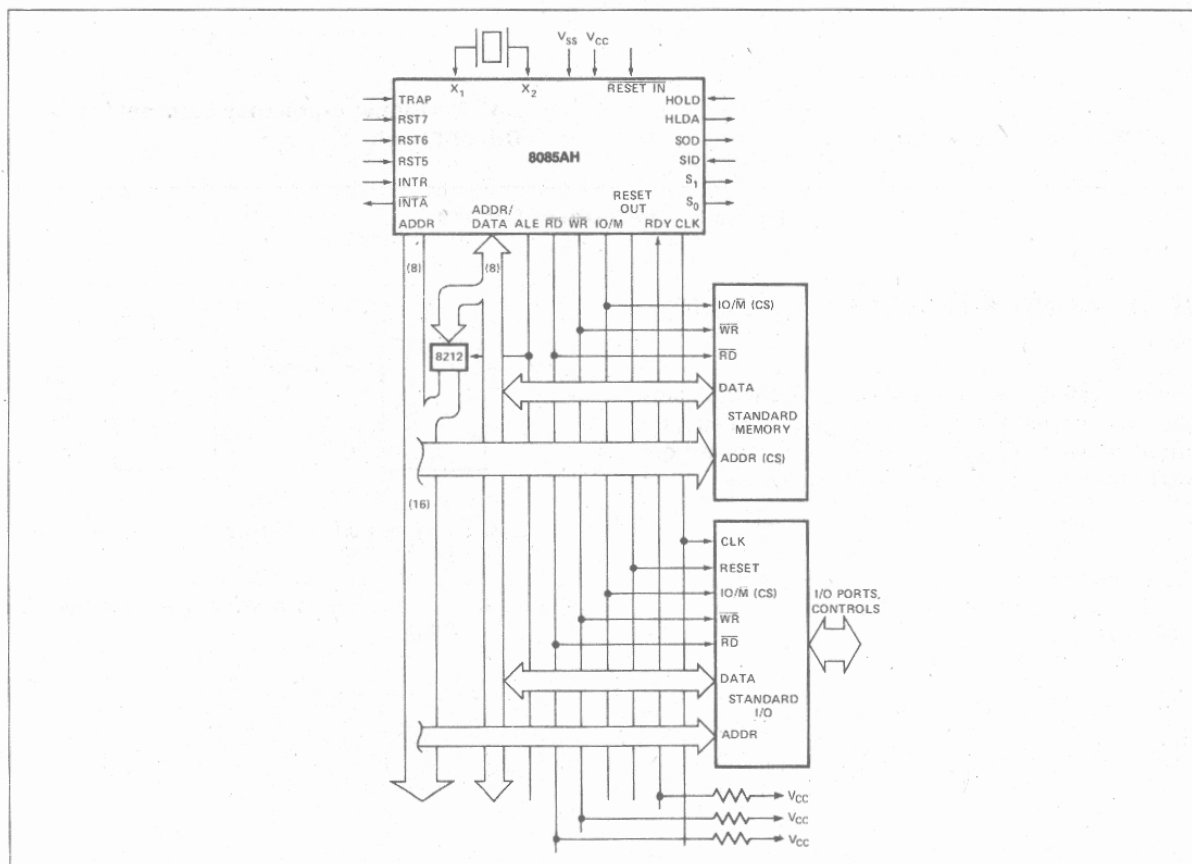 VSS VCC
X1 X2 RESET IN
TRAP
RST7
RST6
RST5
INTR
INTA
8085AH
HOLD
HLDA
SOD
SID
S1
S0
ADDR
ADDR/
DATA
ALE RD WR IO/M
RESET
OUT
RDY CLK
(8) (8)
8212
(16)
IO/M (CS)
WR
RD
DATA
STANDARD
MEMORY
ADDR (CS)
CLK
RESET
IO/M (CS)
WR
RD
DATA
STANDARD
I/O
ADDR
I/O PORTS,
CONTROLS
VCC
VCC
VCC